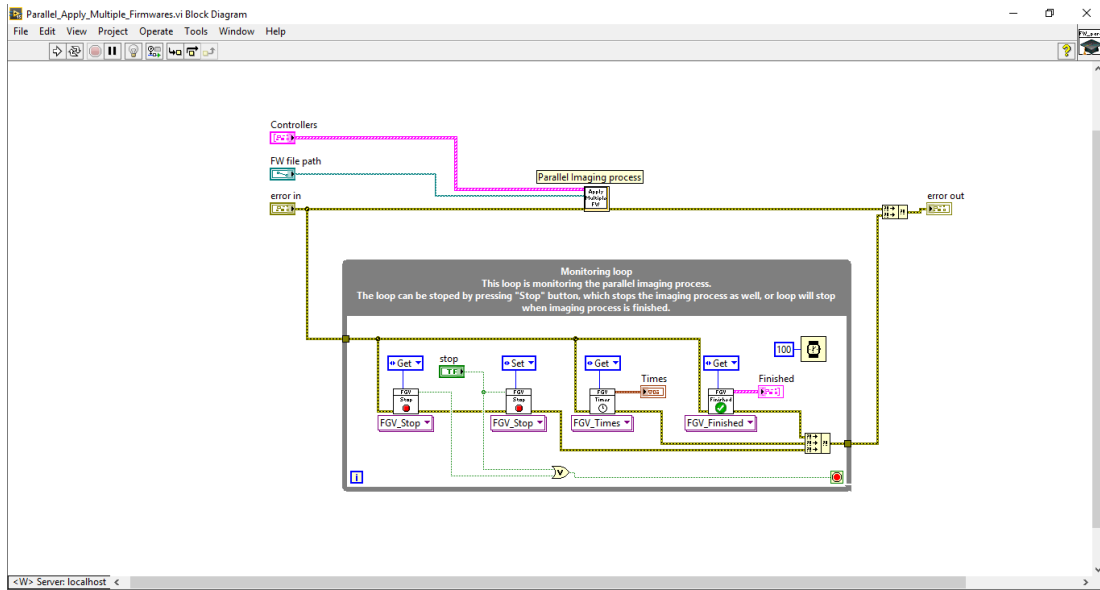 Parallel_Apply_Multiple_Firmwares.vi Block Diagram
File Edit View Project Operate Tools Window Help
?
FW_par
Controllers
FW file path
Parallel Imaging process
Apply
Multiple
FW
error in
error out
Monitoring loop
This loop is monitoring the parallel imaging process.
The loop can be stoped by pressing "Stop" button, which stops the imaging process as well, or loop will stop
when imaging process is finished.
100
Get
stop
Set
Get
Get
TF
Times
Finished
FGV
Stop
FGV
Stop
FGV
Timer
FGV
Finished
FGV_Stop
FGV_Stop
FGV_Times
FGV_Finished
V
i
<W> Server: localhost